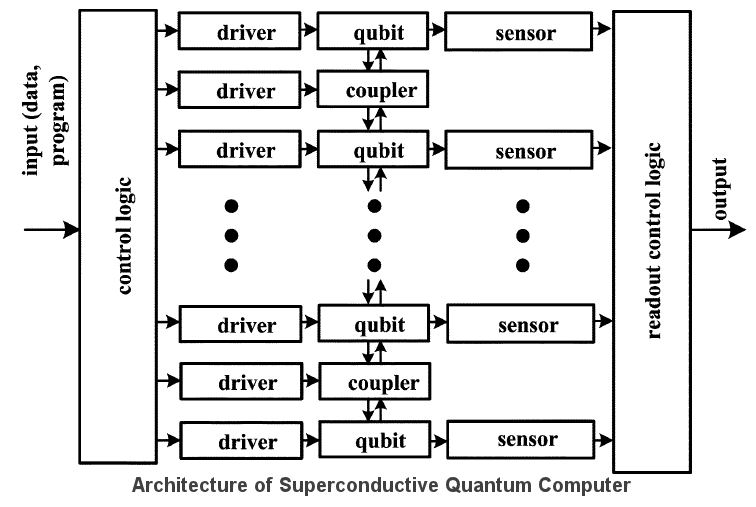 input (data,
program)
control logic
driver
qubit
sensor
driver
coupler
driver
qubit
sensor
driver
qubit
sensor
driver
coupler
driver
qubit
sensor
readout control logic
output
Architecture of Superconductive Quantum Computer